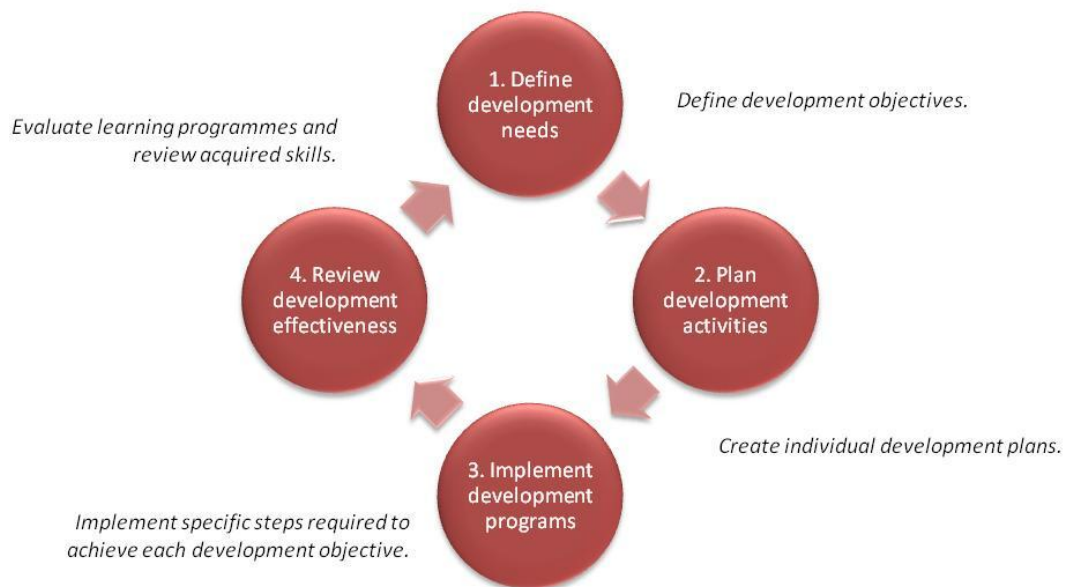 1. Define
development
needs
Define development objectives.
2. Plan
development
activities
Create individual development plans.
3. Implement
development
programs
Implement specific steps required to
achieve each development objective.
4. Review
development
effectiveness
Evaluate learning programmes and
review acquired skills.